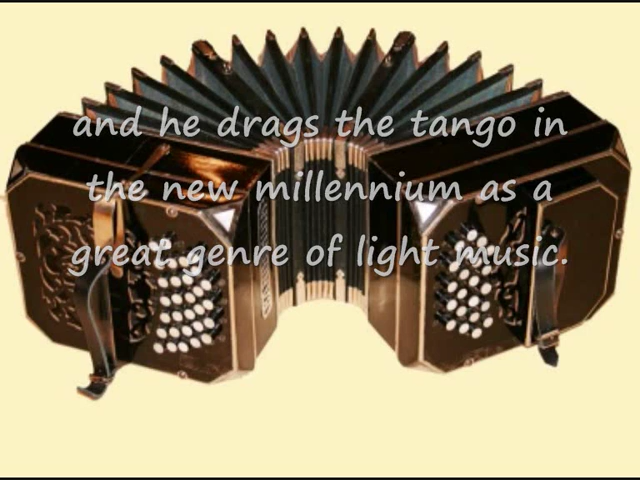 and he drags the tango in
the new millennium as a
great genre of light music.